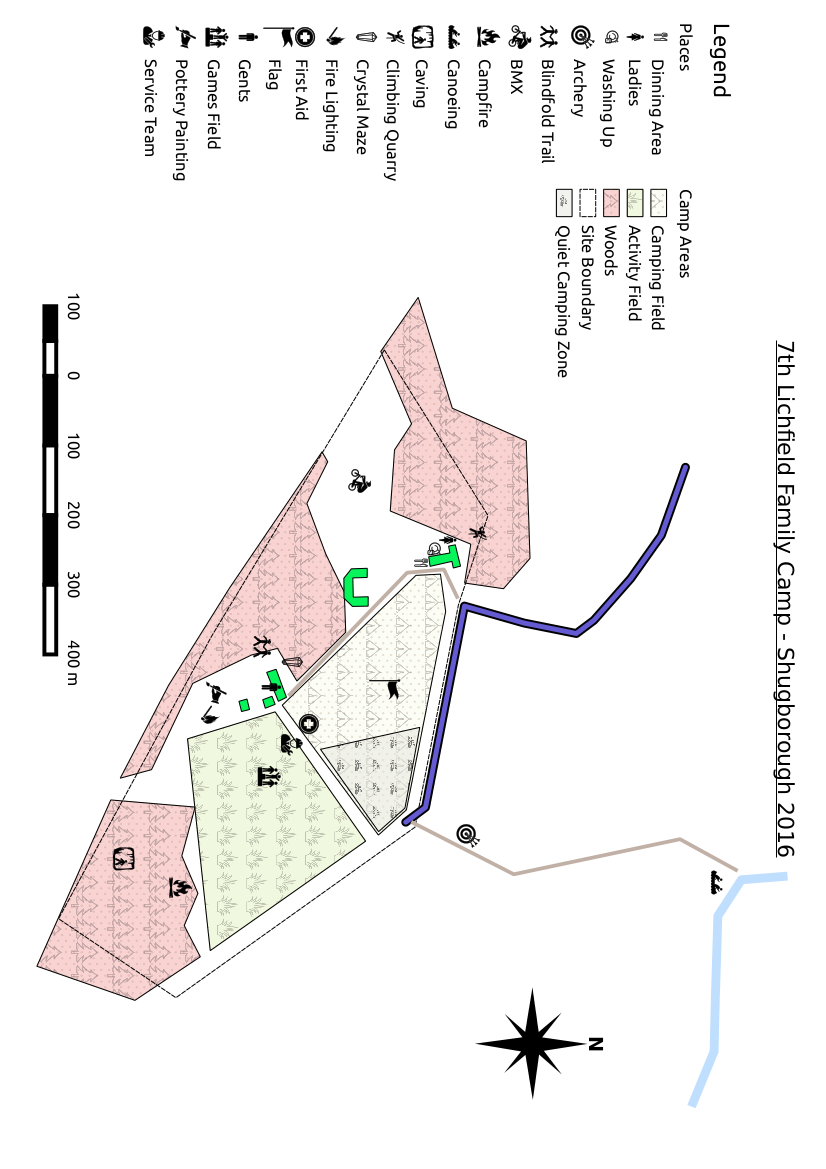 7th Lichfield Family Camp - Shugborough 2016
Legend
Places
Dinning Area
Ladies
Washing Up
Archery
Blindfold Trail
BMX
Campfire
Canoeing
Caving
Climbing Quarry
Crystal Maze
Fire Lighting
First Aid
Flag
Gents
Games Field
Pottery Painting
Service Team
Camp Areas
Camping Field
Activity Field
Woods
Site Boundary
Quiet Camping Zone
N
100 0 100 200 300 400 m